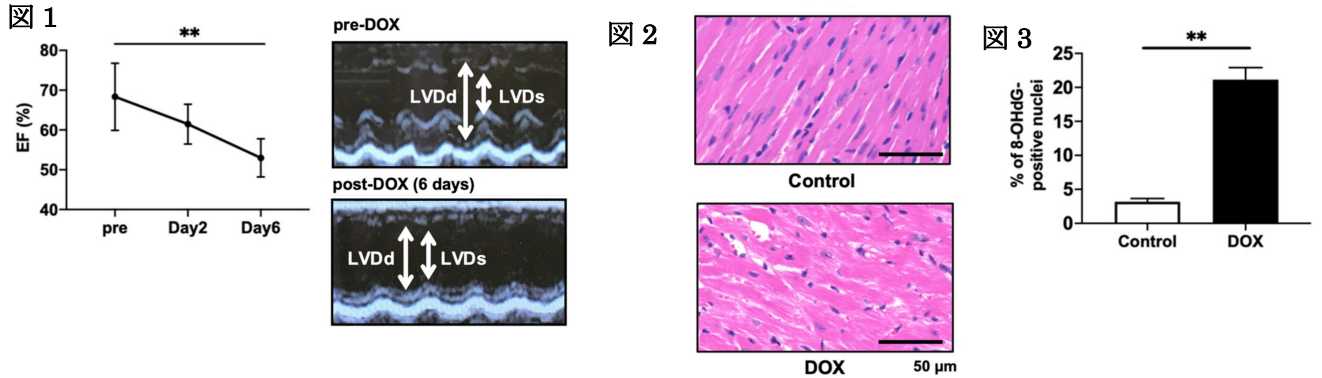 図1
**
80
70
60
50
40
EF (%)
pre
Day2
Day6
pre-DOX
LVDd
LVDs
post-DOX (6 days)
LVDd
LVDs
図2
Control
DOX
50 µm
図3
**
25
20
15
10
5
0
% of 8-OHdG-
positive nuclei
Control
DOX